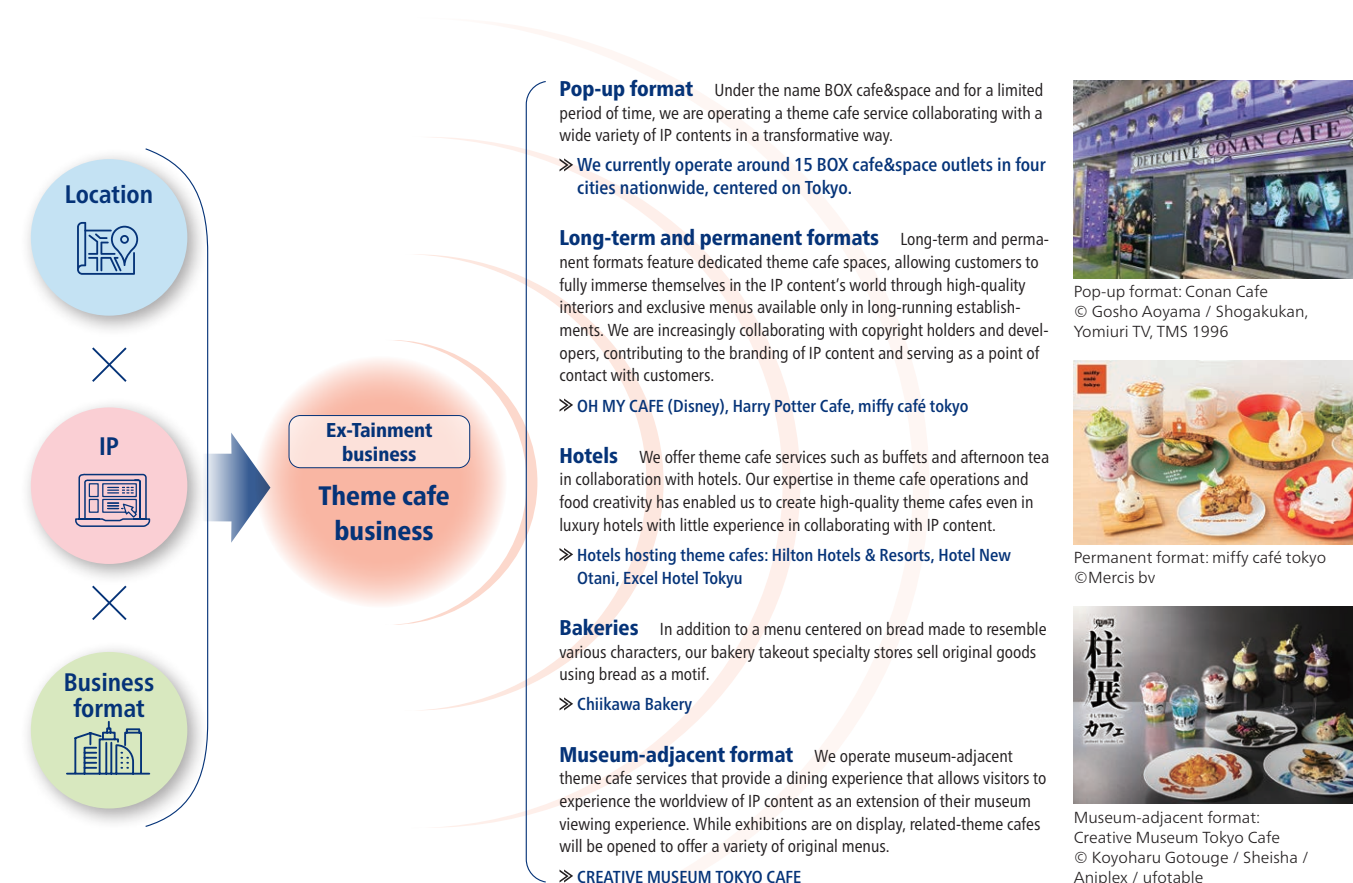 Location
IP
Business
format
Ex-Tainment
business
Theme cafe
business
Pop-up format Under the name BOX cafe&space and for a limited
period of time, we are operating a theme cafe service collaborating with a
wide variety of IP contents in a transformative way.
≫ We currently operate around 15 BOX cafe&space outlets in four
cities nationwide, centered on Tokyo.
Long-term and permanent formats Long-term and perma-
nent formats feature dedicated theme cafe spaces, allowing customers to
fully immerse themselves in the IP content's world through high-quality
interiors and exclusive menus available only in long-running establish-
ments. We are increasingly collaborating with copyright holders and devel-
opers, contributing to the branding of IP content and serving as a point of
contact with customers.
≫ OH MY CAFE (Disney), Harry Potter Cafe, miffy café tokyo
Hotels We offer theme cafe services such as buffets and afternoon tea
in collaboration with hotels. Our expertise in theme cafe operations and
food creativity has enabled us to create high-quality theme cafes even in
luxury hotels with little experience in collaborating with IP content.
≫ Hotels hosting theme cafes: Hilton Hotels & Resorts, Hotel New
Otani, Excel Hotel Tokyu
Bakeries In addition to a menu centered on bread made to resemble
various characters, our bakery takeout specialty stores sell original goods
using bread as a motif.
≫ Chiikawa Bakery
Museum-adjacent format We operate museum-adjacent
theme cafe services that provide a dining experience that allows visitors to
experience the worldview of IP content as an extension of their museum
viewing experience. While exhibitions are on display, related-theme cafes
will be opened to offer a variety of original menus.
≫ CREATIVE MUSEUM TOKYO CAFE
DETECTIVE CONAN CAFE
Pop-up format: Conan Cafe
© Gosho Aoyama / Shogakukan,
Yomiuri TV, TMS 1996
miffy
café
tokyo
miffy café tokyo
Permanent format: miffy café tokyo
©Mercis bv
柱
展
カフェ
Museum-adjacent format:
Creative Museum Tokyo Cafe
© Koyoharu Gotouge / Sheisha /
Aniplex / ufotable